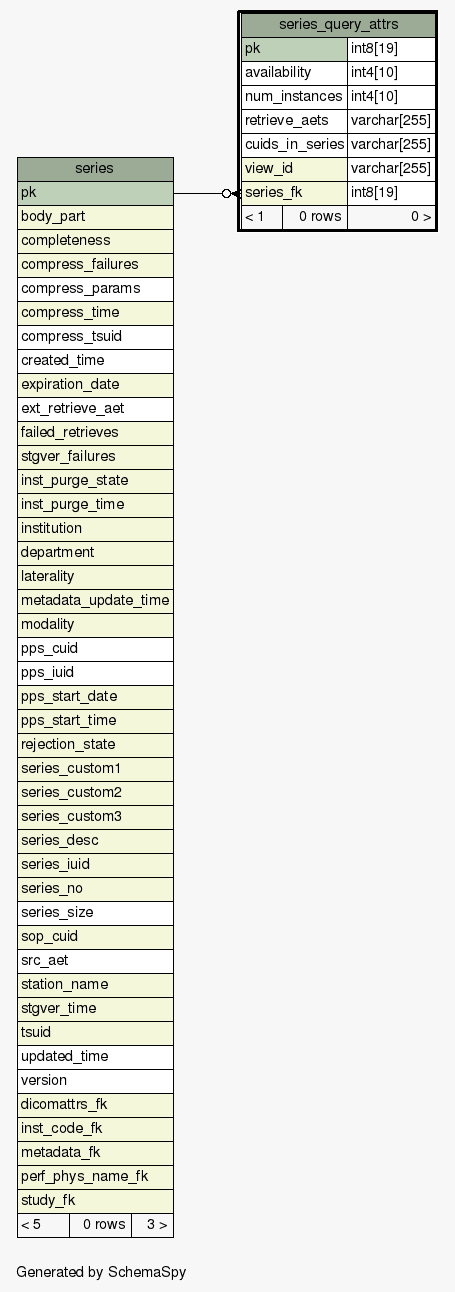 series_query_attrs
pk int8[19]
availability int4[10]
num_instances int4[10]
retrieve_aets varchar[255]
cuids_in_series varchar[255]
view_id varchar[255]
series_fk int8[19]
< 1 0 rows 0 >
series
pk
body_part
completeness
compress_failures
compress_params
compress_time
compress_tsuid
created_time
expiration_date
ext_retrieve_aet
failed_retrieves
stgver_failures
inst_purge_state
inst_purge_time
institution
department
laterality
metadata_update_time
modality
pps_cuid
pps_iuid
pps_start_date
pps_start_time
rejection_state
series_custom1
series_custom2
series_custom3
series_desc
series_iuid
series_no
series_size
sop_cuid
src_aet
station_name
stgver_time
tsuid
updated_time
version
dicomattrs_fk
inst_code_fk
metadata_fk
perf_phys_name_fk
study_fk
< 5 0 rows 3 >
Generated by SchemaSpy